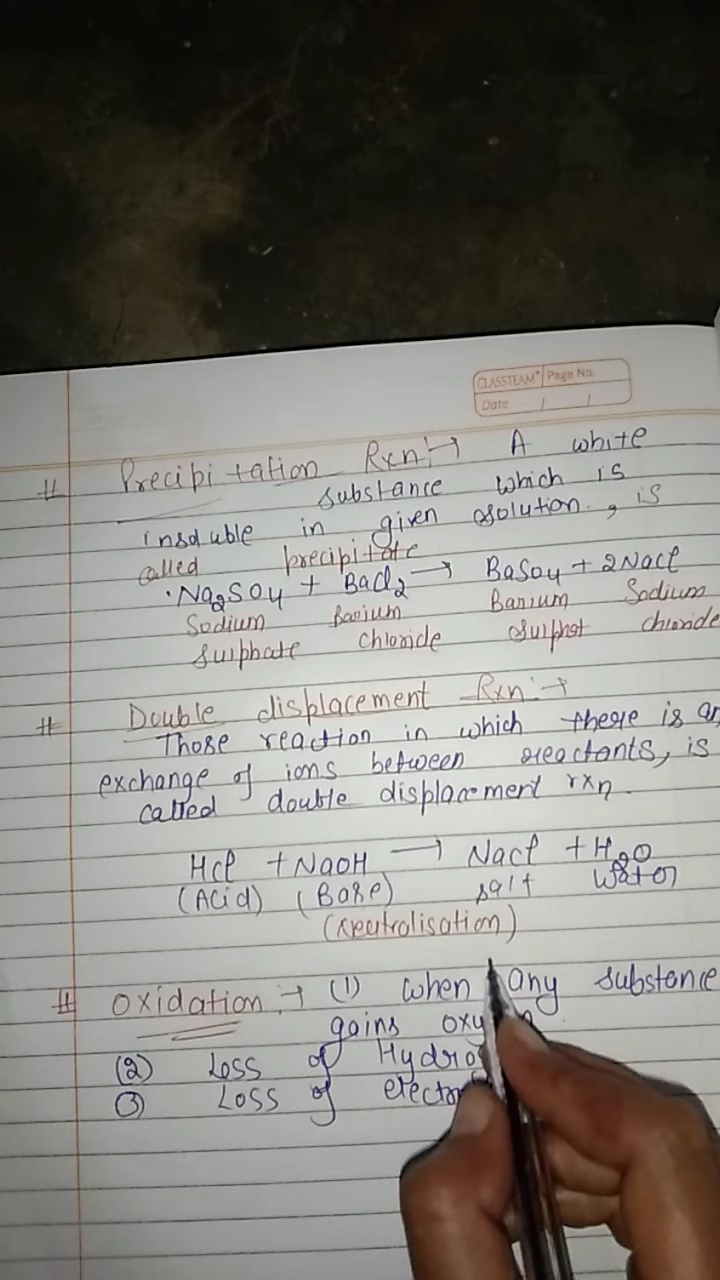 CLASSTEAM Page No.
Date / /
# Precipitation Rxn:→ A white
substance which is
insoluble in given solution, is
called precipitate
Na2SO4 + BaCl2 → BaSO4 + 2NaCl
Sodium Barium Barium Sodium
sulphate chloride sulphat chloride
# Double displacement Rxn:→
Those reaction in which there is an
exchange of ions between reactants, is
called double displacement rxn.
HCl + NaOH → NaCl + H2O
(Acid) (Base) salt water
(neutralisation)
# Oxidation → (1) when any substance
gains
(2) Loss of
(3) Loss of